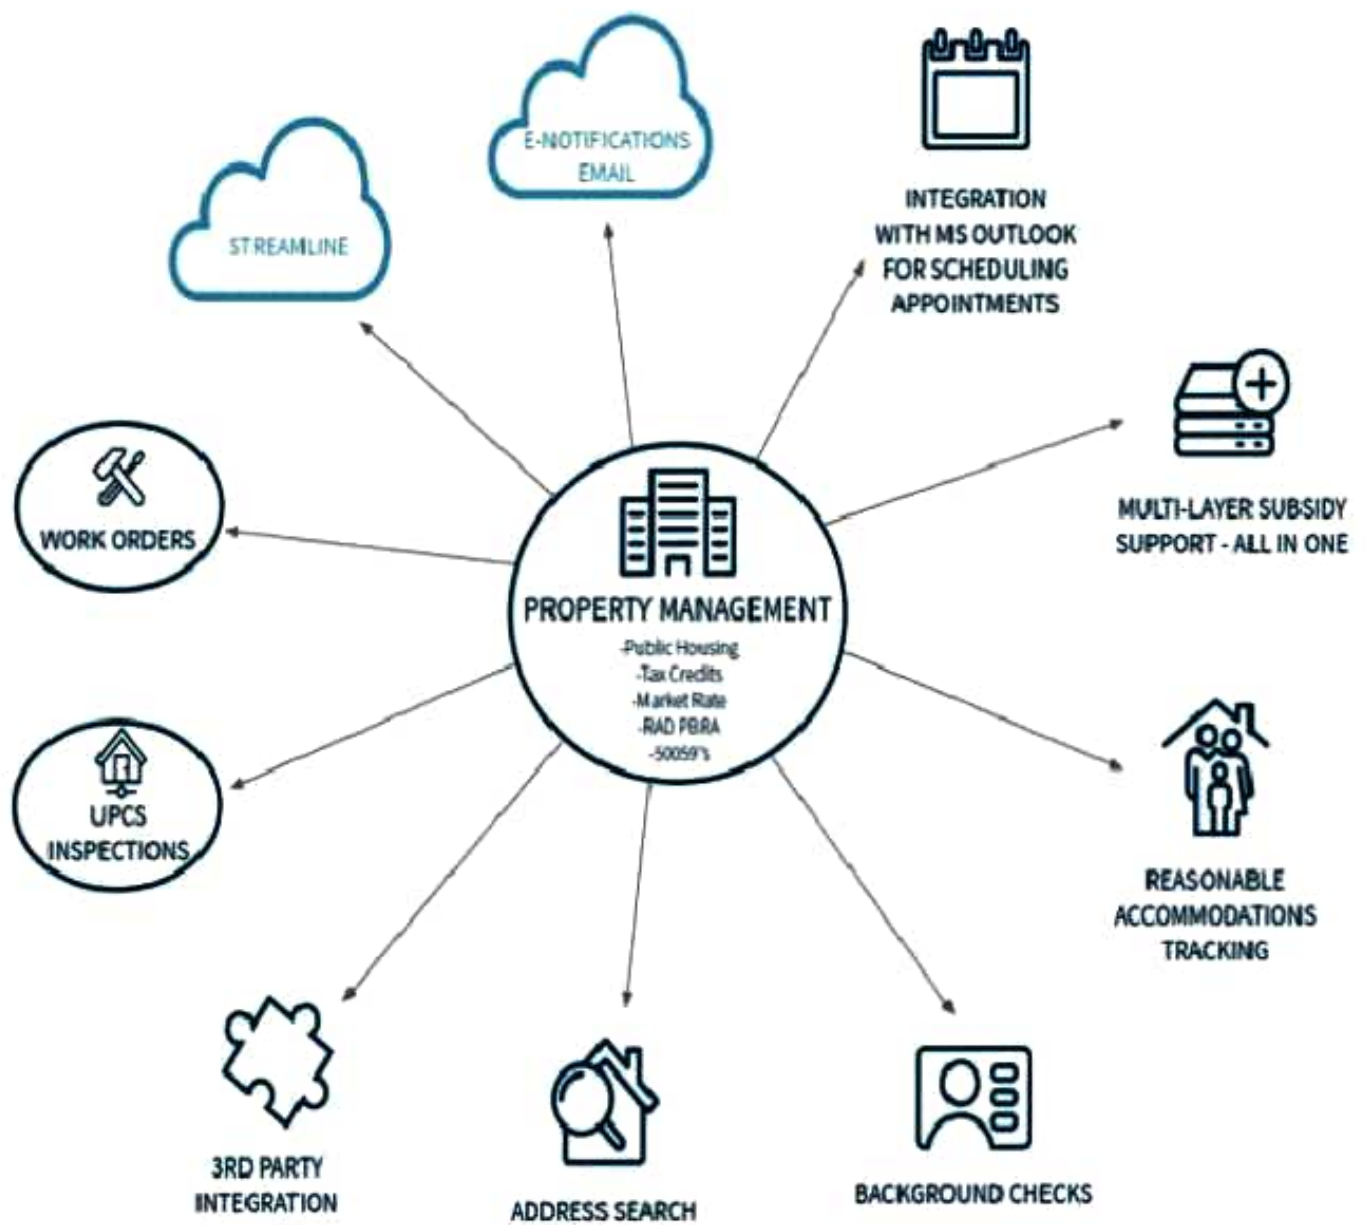 E-NOTIFICATIONS
EMAIL
STREAMLINE
INTEGRATION
WITH MS OUTLOOK
FOR SCHEDULING
APPOINTMENTS
MULTI-LAYER SUBSIDY
SUPPORT - ALL IN ONE
WORK ORDERS
PROPERTY MANAGEMENT
-Public Housing
-Tax Credits
-Market Rate
-RAD PBRA
-50059's
UPCS
INSPECTIONS
REASONABLE
ACCOMMODATIONS
TRACKING
3RD PARTY
INTEGRATION
ADDRESS SEARCH
BACKGROUND CHECKS